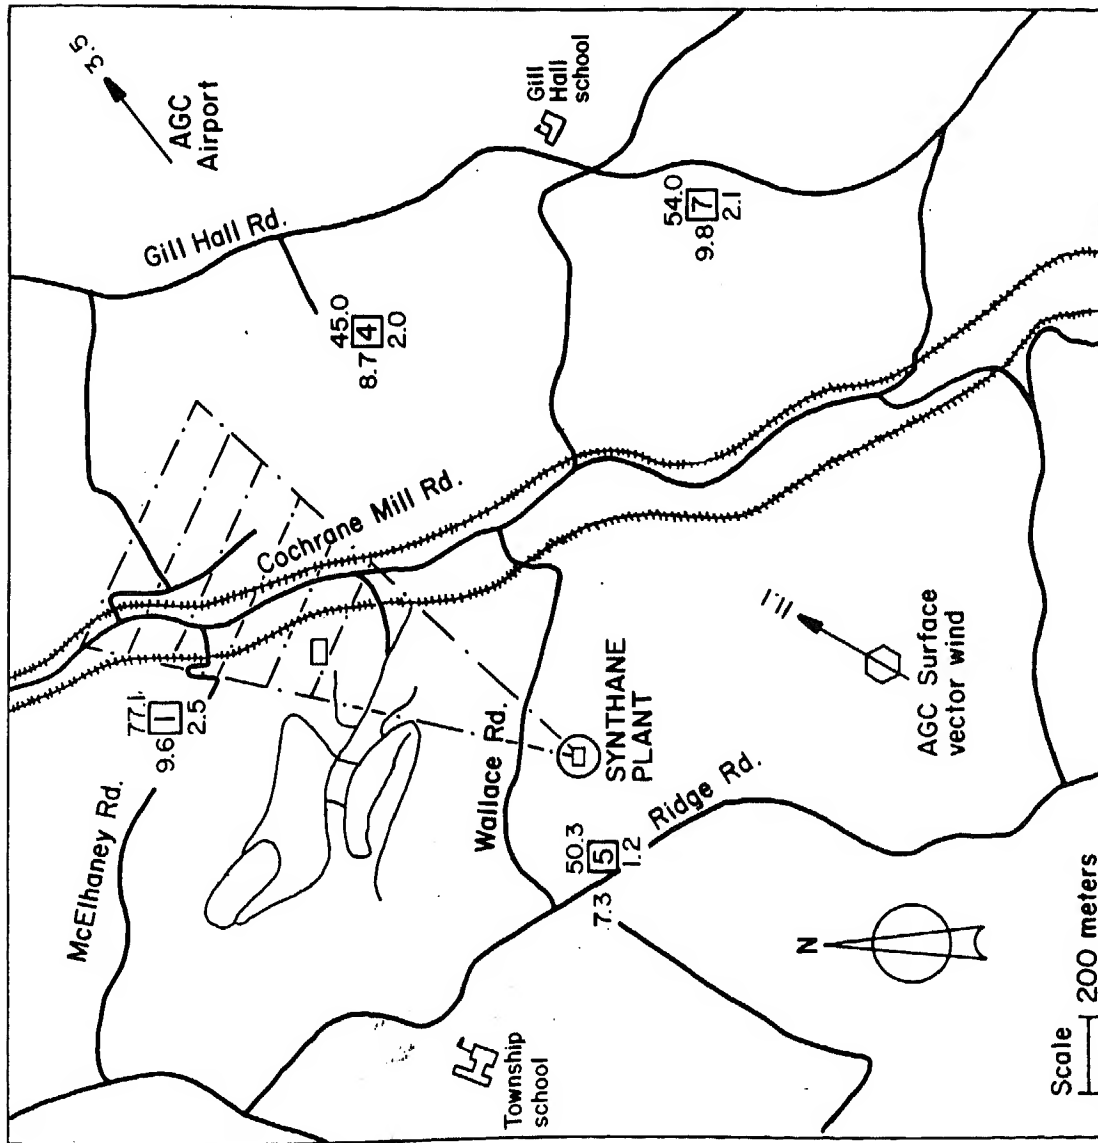 3.5
AGC
Airport
Gill Hall Rd.
Gill
Hall
school
McElhaney Rd.
77.1
9.6 1
2.5
45.0
8.7 4
2.0
54.0
9.8 7
2.1
Cochrane Mill Rd.
Wallace Rd.
SYNTHANE
PLANT
50.3
7.3 5
1.2
Ridge Rd.
Township
school
AGC Surface
vector wind
N
Scale
200 meters